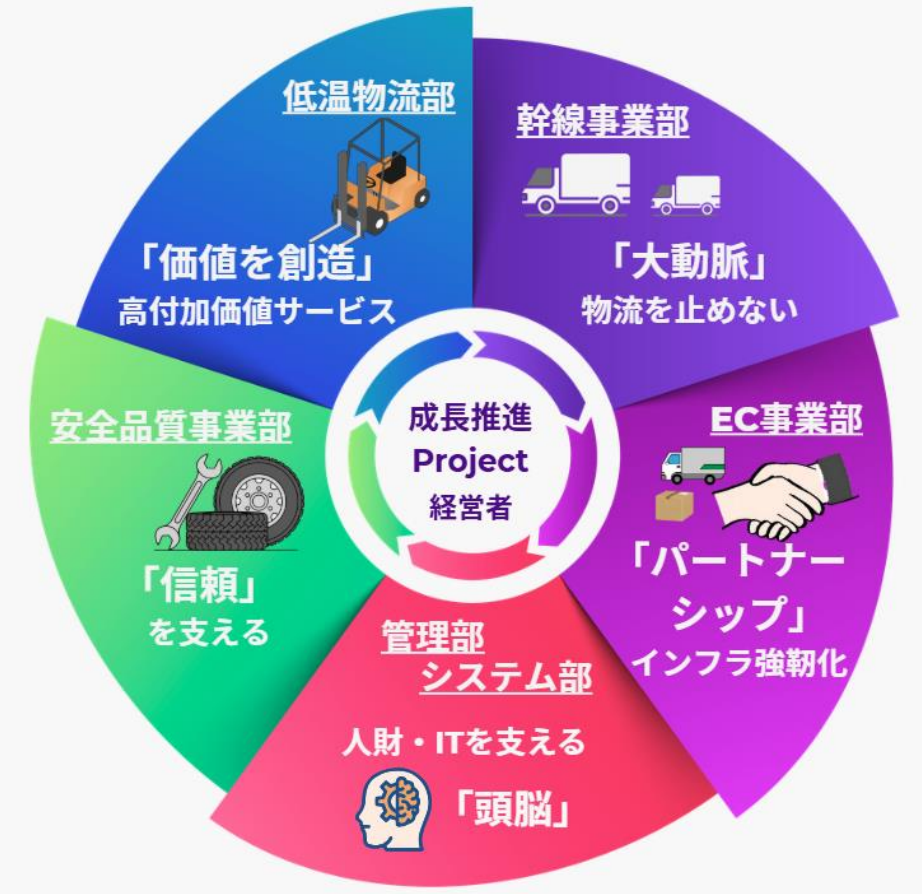 低温物流部
「価値を創造」
高付加価値サービス
幹線事業部
「大動脈」
物流を止めない
EC事業部
「パートナー
シップ」
インフラ強靭化
管理部
システム部
人財・ITを支える
「頭脳」
安全品質事業部
「信頼」
を支える
成長推進
Project
経営者